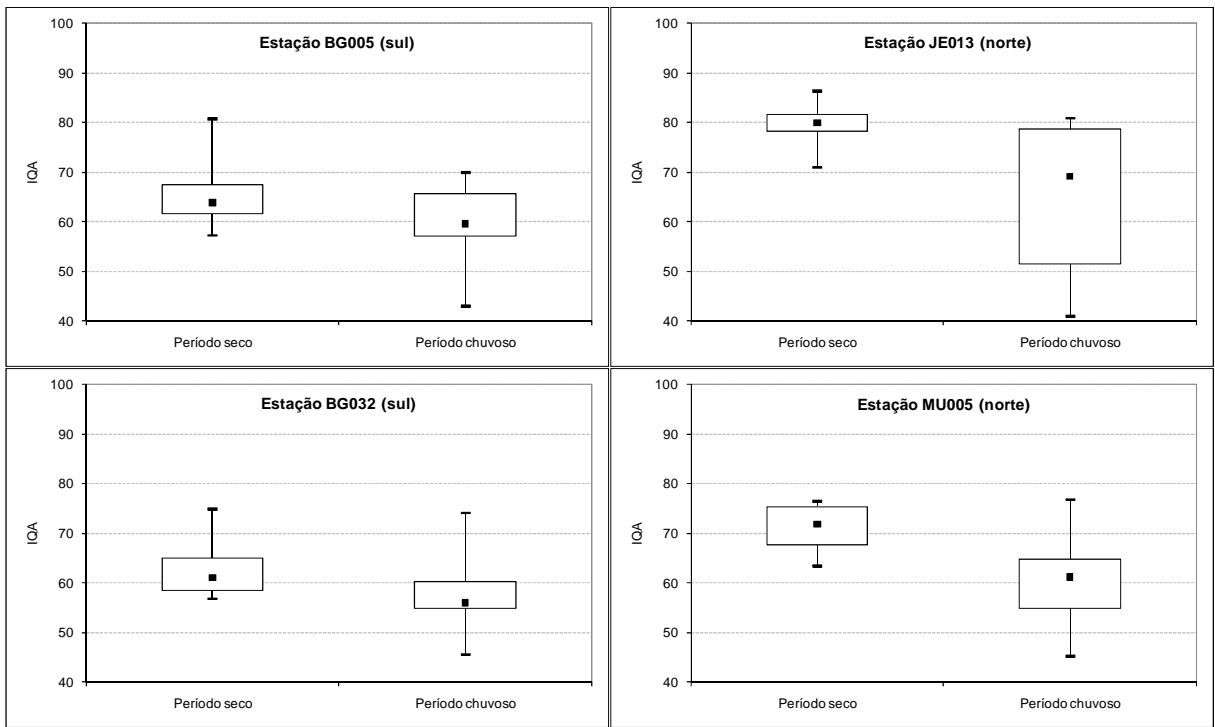 Estação BG005 (sul)
100
90
80
70
60
50
40
IQA
Período seco
Período chuvoso
Estação JE013 (norte)
100
90
80
70
60
50
40
IQA
Período seco
Período chuvoso
Estação BG032 (sul)
100
90
80
70
60
50
40
IQA
Período seco
Período chuvoso
Estação MU005 (norte)
100
90
80
70
60
50
40
IQA
Período seco
Período chuvoso